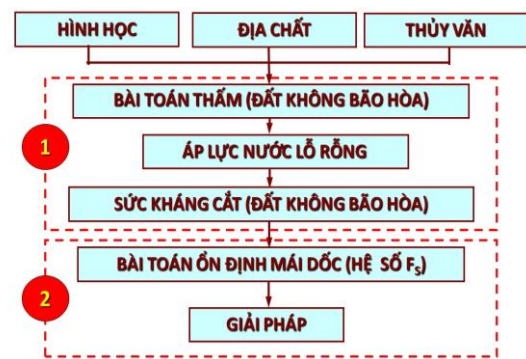 HÌNH HỌC
ĐỊA CHẤT
THỦY VĂN
BÀI TOÁN THẤM (ĐẤT KHÔNG BÃO HÒA)
1
ÁP LỰC NƯỚC LỖ RỖNG
SỨC KHÁNG CẮT (ĐẤT KHÔNG BÃO HÒA)
BÀI TOÁN ỔN ĐỊNH MÁI DỐC (HỆ SỐ FS)
2
GIẢI PHÁP